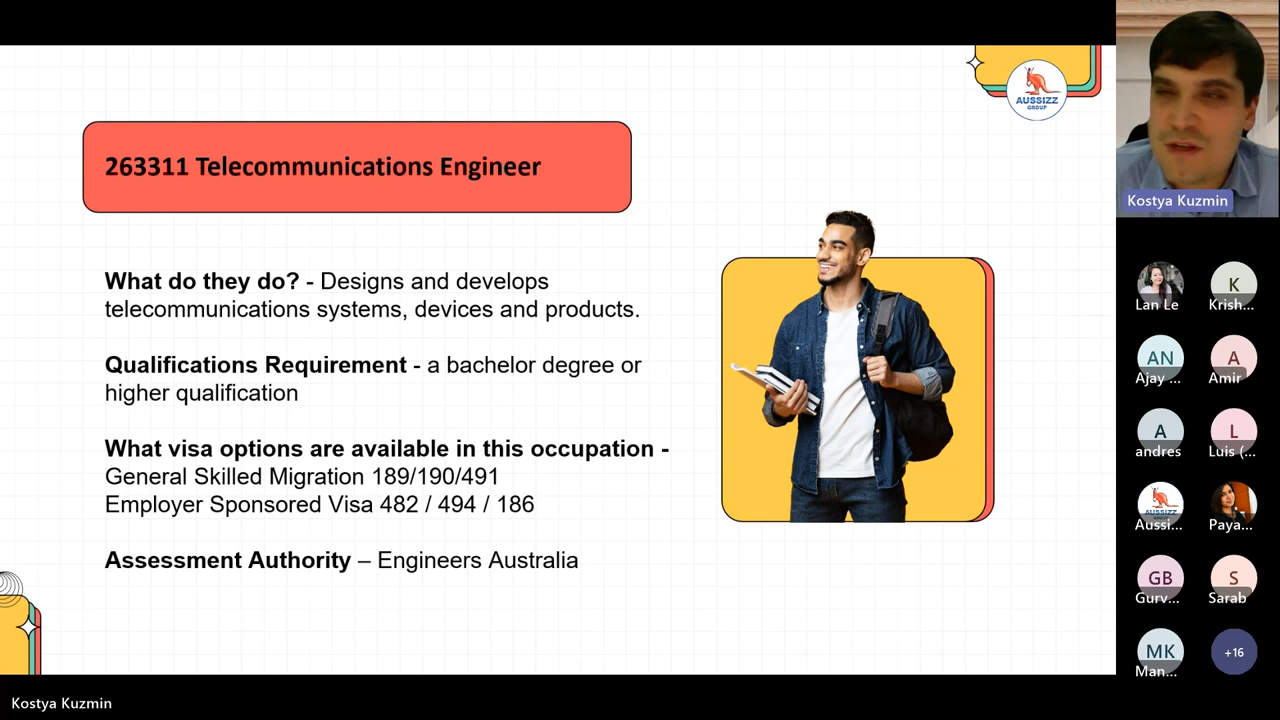 AUSSIZZ
GROUP
263311 Telecommunications Engineer
What do they do? - Designs and develops
telecommunications systems, devices and products.
Qualifications Requirement - a bachelor degree or
higher qualification
What visa options are available in this occupation -
General Skilled Migration 189/190/491
Employer Sponsored Visa 482 / 494 / 186
Assessment Authority – Engineers Australia
Kostya Kuzmin
Lan Le
K
Krish...
AN
Ajay ...
A
Amir
A
andres
L
Luis (...
AUSSIZZ
Aussi...
Paya...
GB
Gurv...
S
Sarab
MK
Man...
+16
Kostya Kuzmin